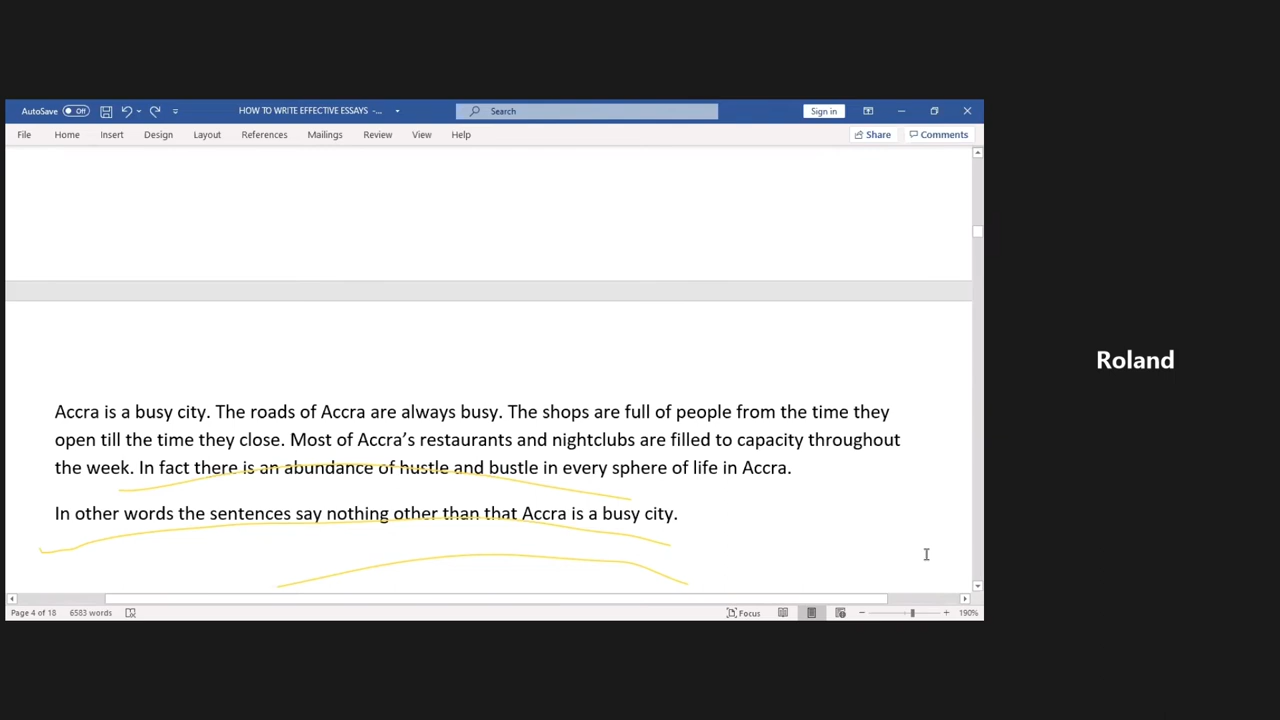 AutoSave Off HOW TO WRITE EFFECTIVE ESSAYS -... Search Sign in
File Home Insert Design Layout References Mailings Review View Help Share Comments
Roland
Accra is a busy city. The roads of Accra are always busy. The shops are full of people from the time they
open till the time they close. Most of Accra’s restaurants and nightclubs are filled to capacity throughout
the week. In fact there is an abundance of hustle and bustle in every sphere of life in Accra.
In other words the sentences say nothing other than that Accra is a busy city.
Page 4 of 18 6583 words Focus 190%